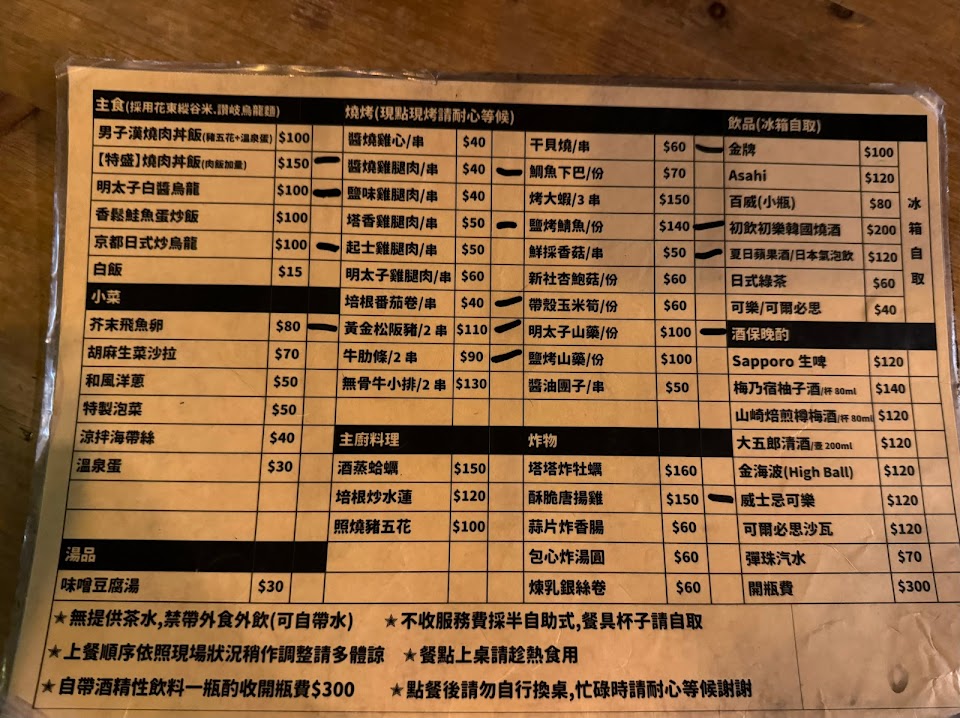 主食(採用花東縱谷米.讚岐烏龍麵)
男子漢燒肉丼飯(豬五花+溫泉蛋) $100
【特盛】燒肉丼飯(肉飯加量) $150
明太子白醬烏龍 $100
香鬆鮭魚蛋炒飯 $100
京都日式炒烏龍 $100
白飯 $15
小菜
芥末飛魚卵 $80
胡麻生菜沙拉 $70
和風洋蔥 $50
特製泡菜 $50
涼拌海帶絲 $40
溫泉蛋 $30
湯品
味噌豆腐湯 $30
燒烤(現點現烤請耐心等候)
醬燒雞心/串 $40
醬燒雞腿肉/串 $40
鹽味雞腿肉/串 $40
塔香雞腿肉/串 $50
起士雞腿肉/串 $50
明太子雞腿肉/串 $60
培根番茄卷/串 $40
黃金松阪豬/2 串 $110
牛肋條/2 串 $90
無骨牛小排/2 串 $130
干貝燒/串 $60
鯛魚下巴/份 $70
烤大蝦/3 串 $150
鹽烤鯖魚/份 $140
鮮採香菇/串 $50
新社杏鮑菇/份 $60
帶殼玉米筍/份 $60
明太子山藥/份 $100
鹽烤山藥/份 $100
醬油團子/串 $50
主廚料理
酒蒸蛤蠣 $150
培根炒水蓮 $120
照燒豬五花 $100
炸物
塔塔炸牡蠣 $160
酥脆唐揚雞 $150
蒜片炸香腸 $60
包心炸湯圓 $60
煉乳銀絲卷 $60
飲品(冰箱自取)
金牌 $100
Asahi $120
百威(小瓶) $80
初飲初樂韓國燒酒 $200
夏日蘋果酒/日本氣泡飲 $120
日式綠茶 $60
可樂/可爾必思 $40
冰箱自取
酒保晚酌
Sapporo 生啤 $120
梅乃宿柚子酒/杯 80ml $140
山崎焙煎樽梅酒/杯 80ml $120
大五郎清酒/壺 200ml $120
金海波(High Ball) $120
威士忌可樂 $120
可爾必思沙瓦 $120
彈珠汽水 $70
開瓶費 $300
★無提供茶水,禁帶外食外飲(可自帶水) ★不收服務費採半自助式,餐具杯子請自取
★上餐順序依照現場狀況稍作調整請多體諒 ★餐點上桌請趁熱食用
★自帶酒精性飲料一瓶酌收開瓶費$300 ★點餐後請勿自行換桌,忙碌時請耐心等候謝謝